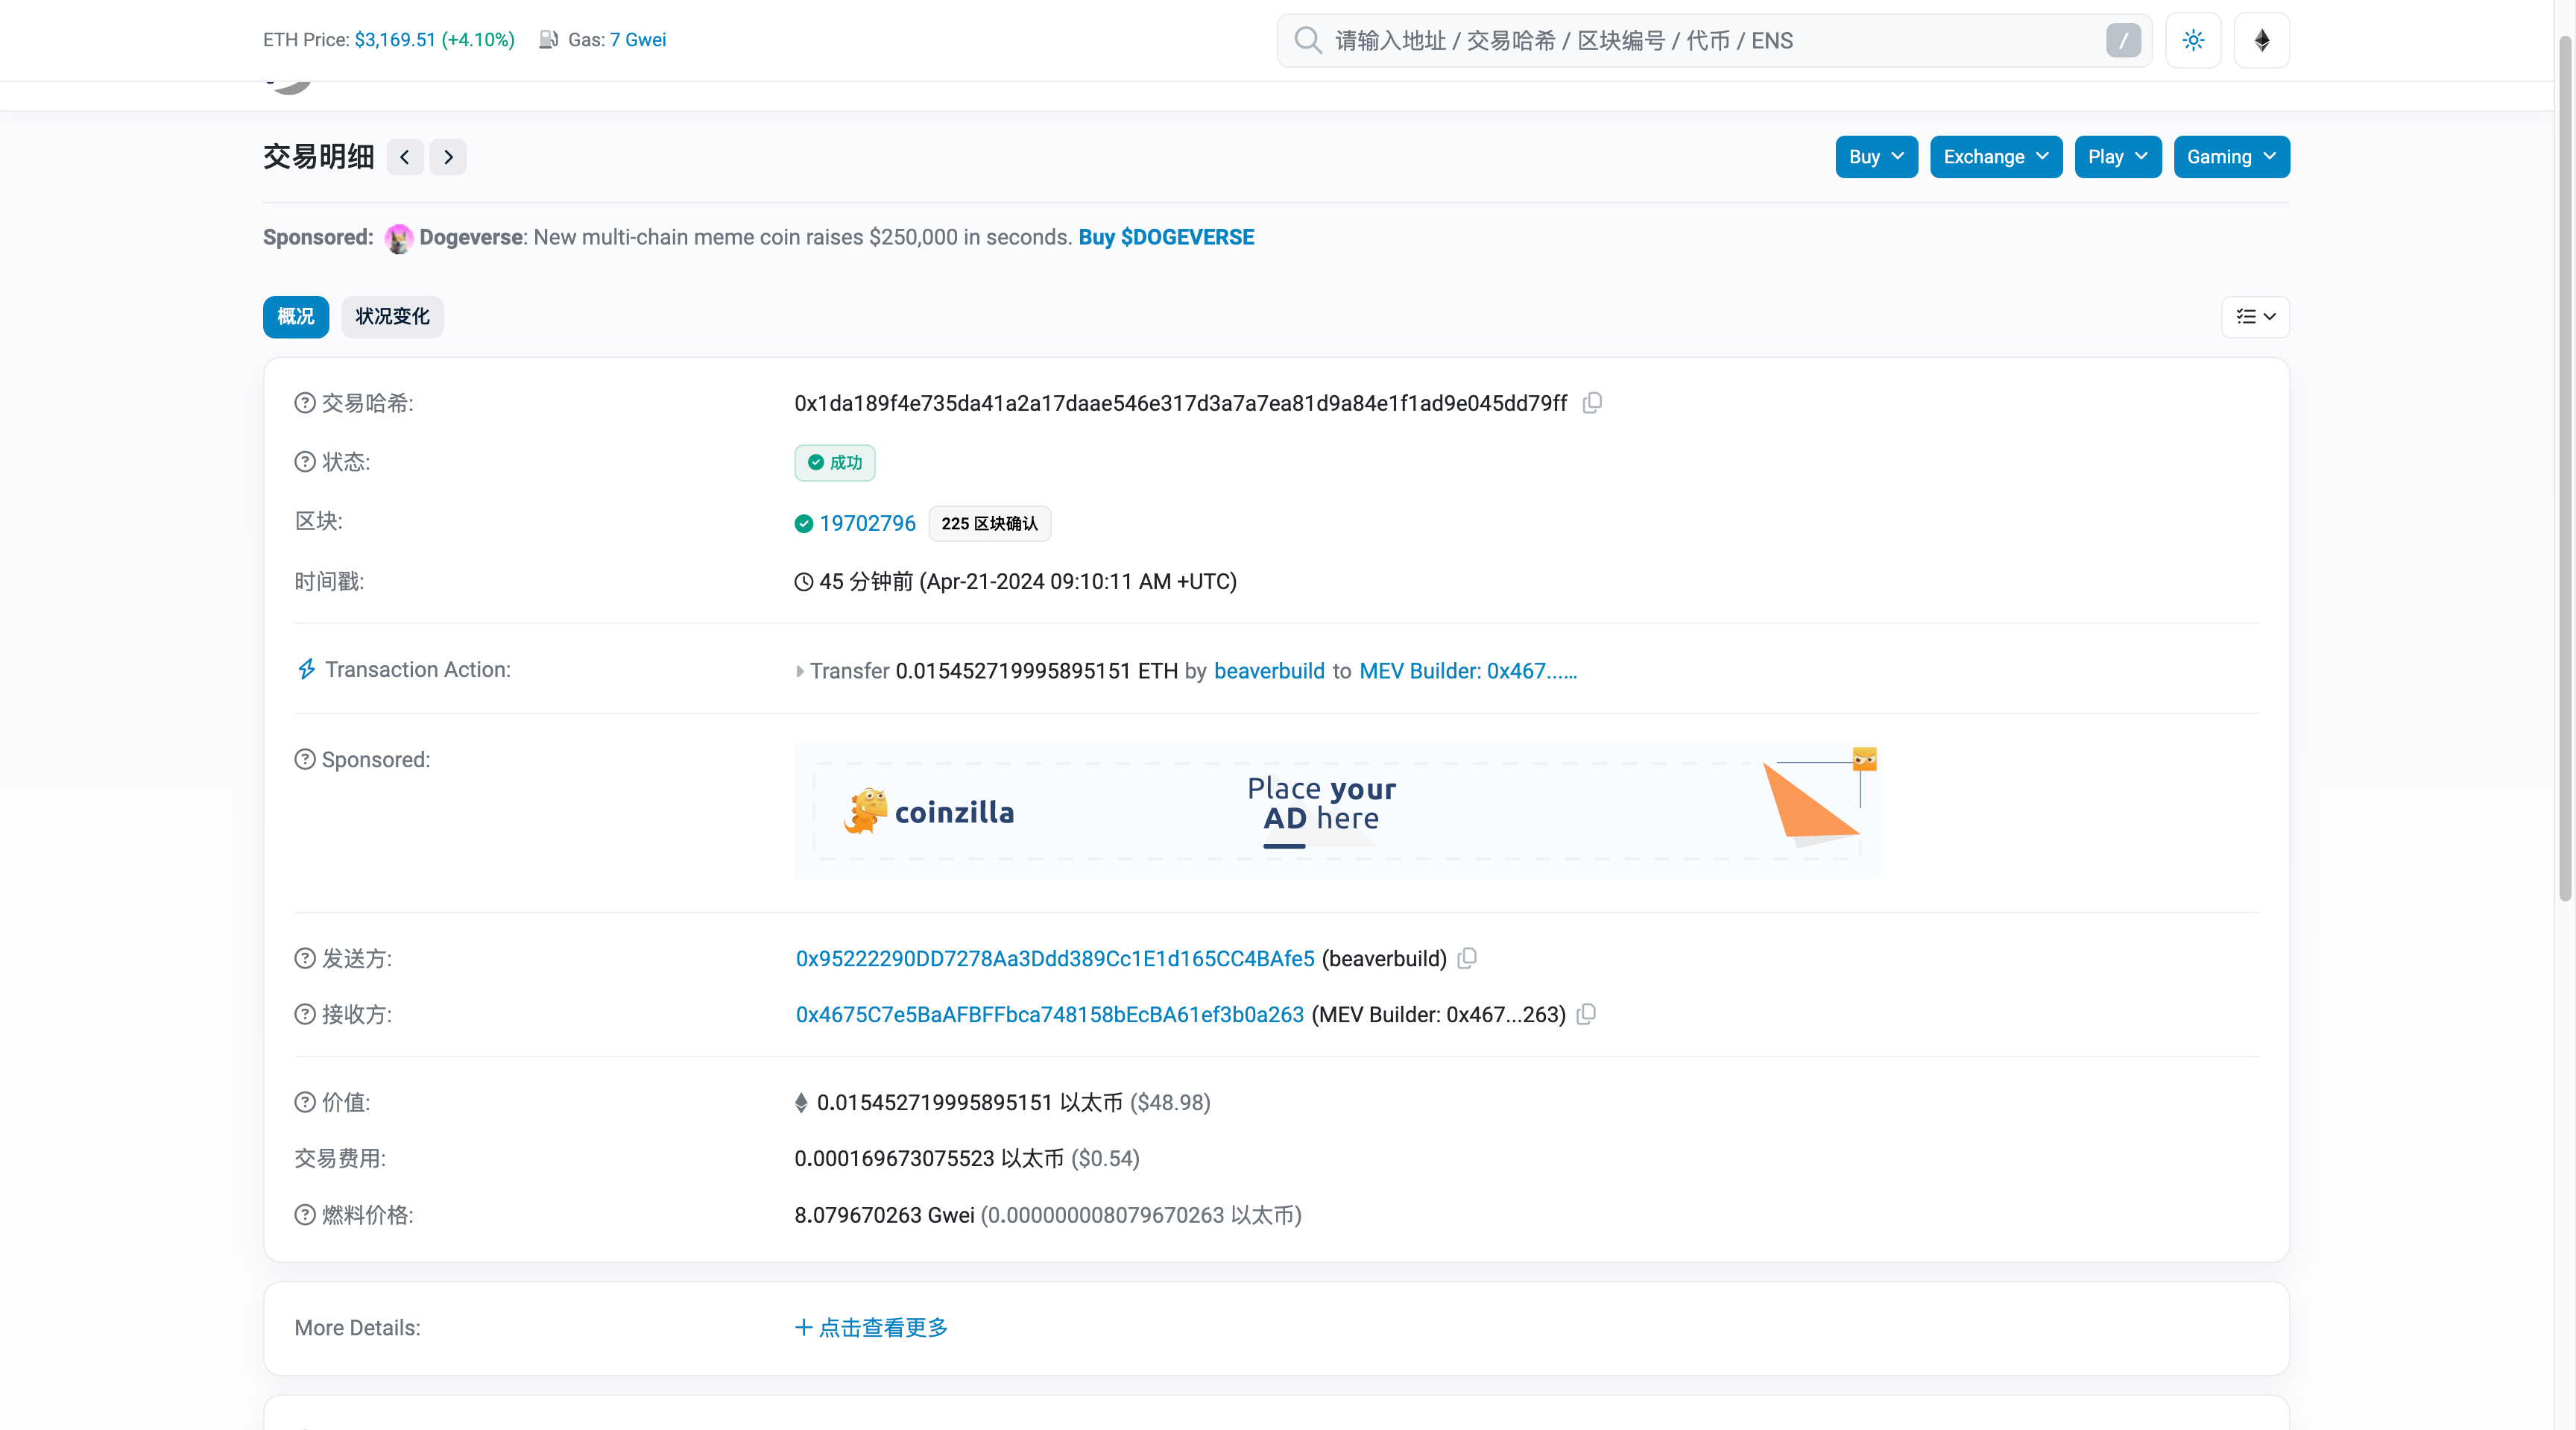 ETH Price: $3,169.51 (+4.10%) Gas: 7 Gwei
请输入地址 / 交易哈希 / 区块编号 / 代币 / ENS /
交易明细
Buy Exchange Play Gaming
Sponsored: Dogeverse: New multi-chain meme coin raises $250,000 in seconds. Buy $DOGEVERSE
概况 状况变化
交易哈希: 0x1da189f4e735da41a2a17daae546e317d3a7a7ea81d9a84e1f1ad9e045dd79ff
状态: 成功
区块: 19702796 225 区块确认
时间戳: 45 分钟前 (Apr-21-2024 09:10:11 AM +UTC)
Transaction Action: Transfer 0.015452719995895151 ETH by beaverbuild to MEV Builder: 0x467...…
Sponsored:
coinzilla
Place your
AD here
发送方: 0x95222290DD7278Aa3Ddd389Cc1E1d165CC4BAfe5 (beaverbuild)
接收方: 0x4675C7e5BaAFBFFbca748158bEcBA61ef3b0a263 (MEV Builder: 0x467...263)
价值: 0.015452719995895151 以太币 ($48.98)
交易费用: 0.000169673075523 以太币 ($0.54)
燃料价格: 8.079670263 Gwei (0.000000008079670263 以太币)
More Details: 点击查看更多